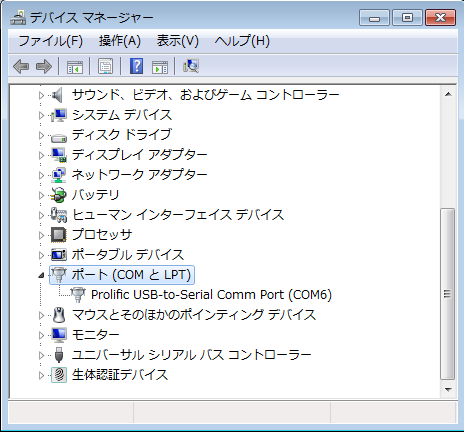 デバイス マネージャー
ファイル(F) 操作(A) 表示(V) ヘルプ(H)
サウンド、ビデオ、およびゲーム コントローラー
システム デバイス
ディスク ドライブ
ディスプレイ アダプター
ネットワーク アダプター
バッテリ
ヒューマン インターフェイス デバイス
プロセッサ
ポータブル デバイス
ポート (COM と LPT)
Prolific USB-to-Serial Comm Port (COM6)
マウスとそのほかのポインティング デバイス
モニター
ユニバーサル シリアル バス コントローラー
生体認証デバイス